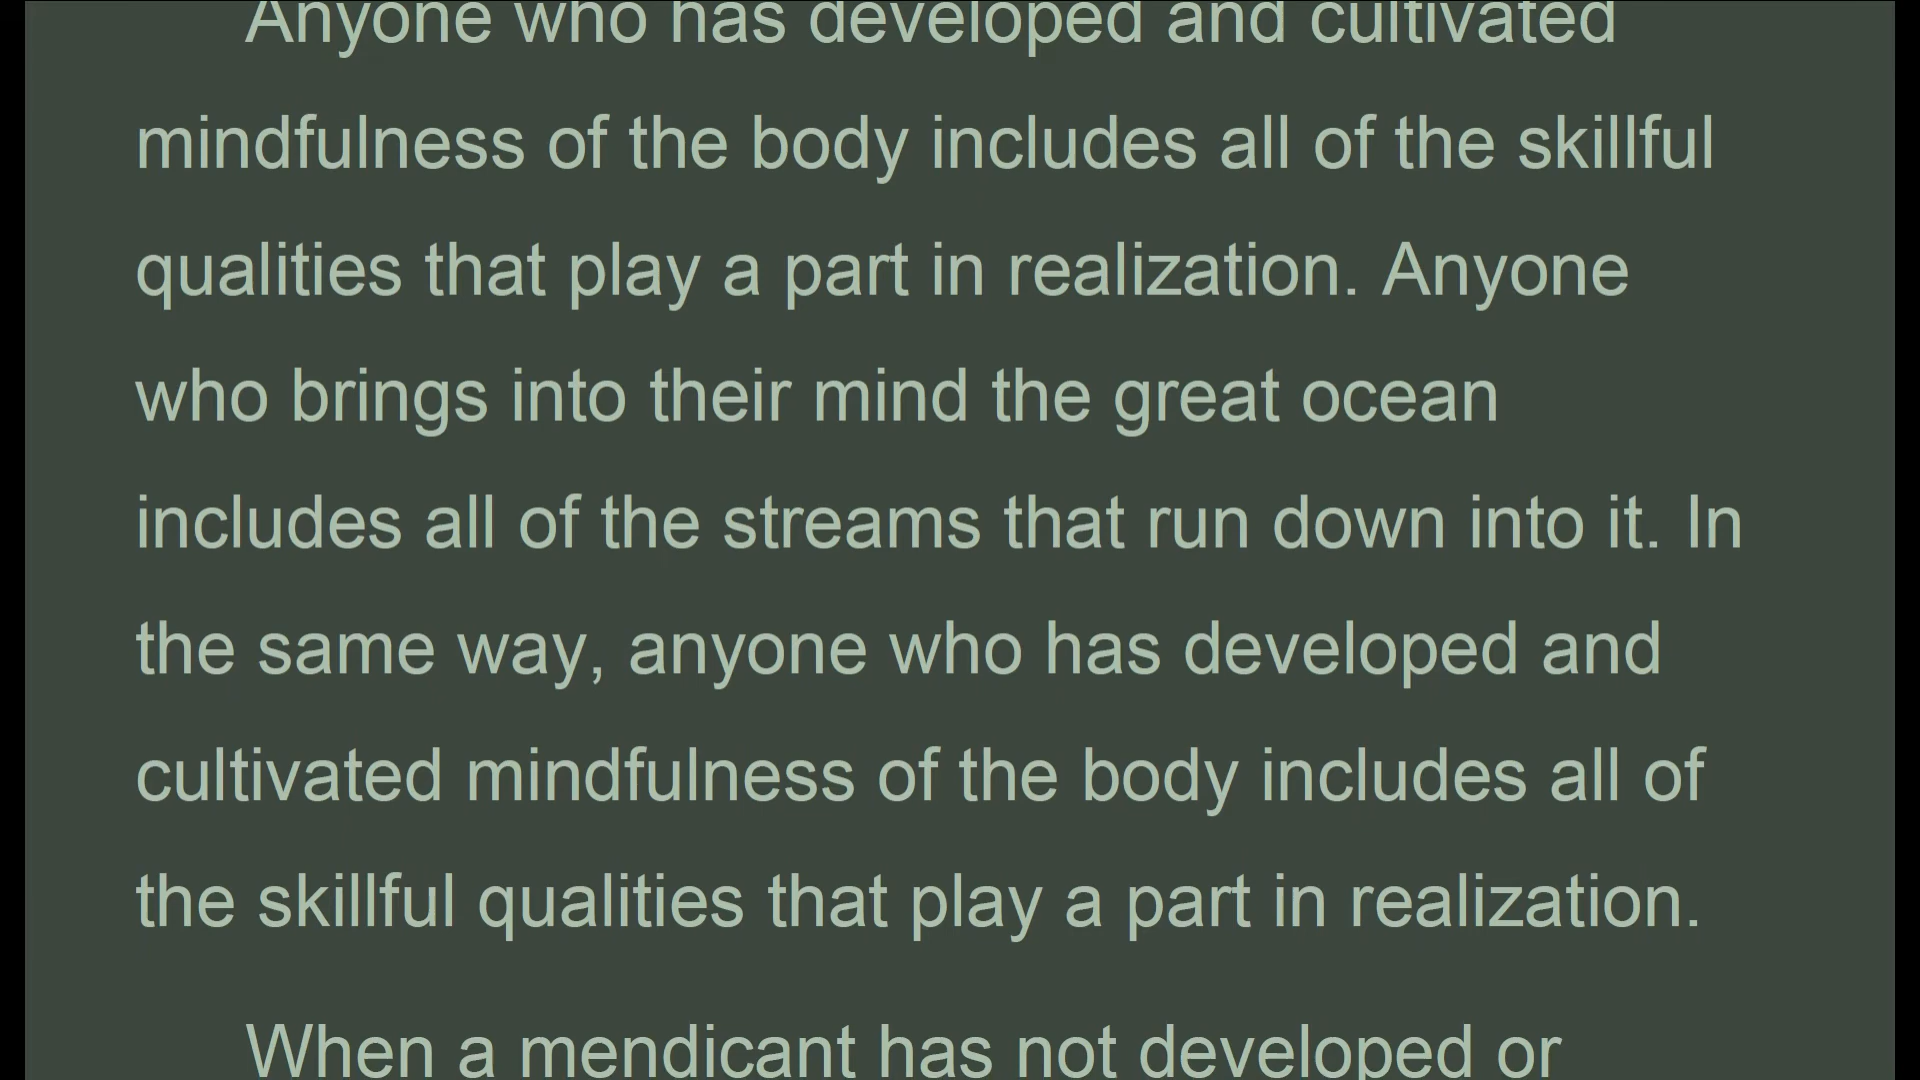 Anyone who has developed and cultivated
mindfulness of the body includes all of the skillful
qualities that play a part in realization. Anyone
who brings into their mind the great ocean
includes all of the streams that run down into it. In
the same way, anyone who has developed and
cultivated mindfulness of the body includes all of
the skillful qualities that play a part in realization.
When a mendicant has not developed or